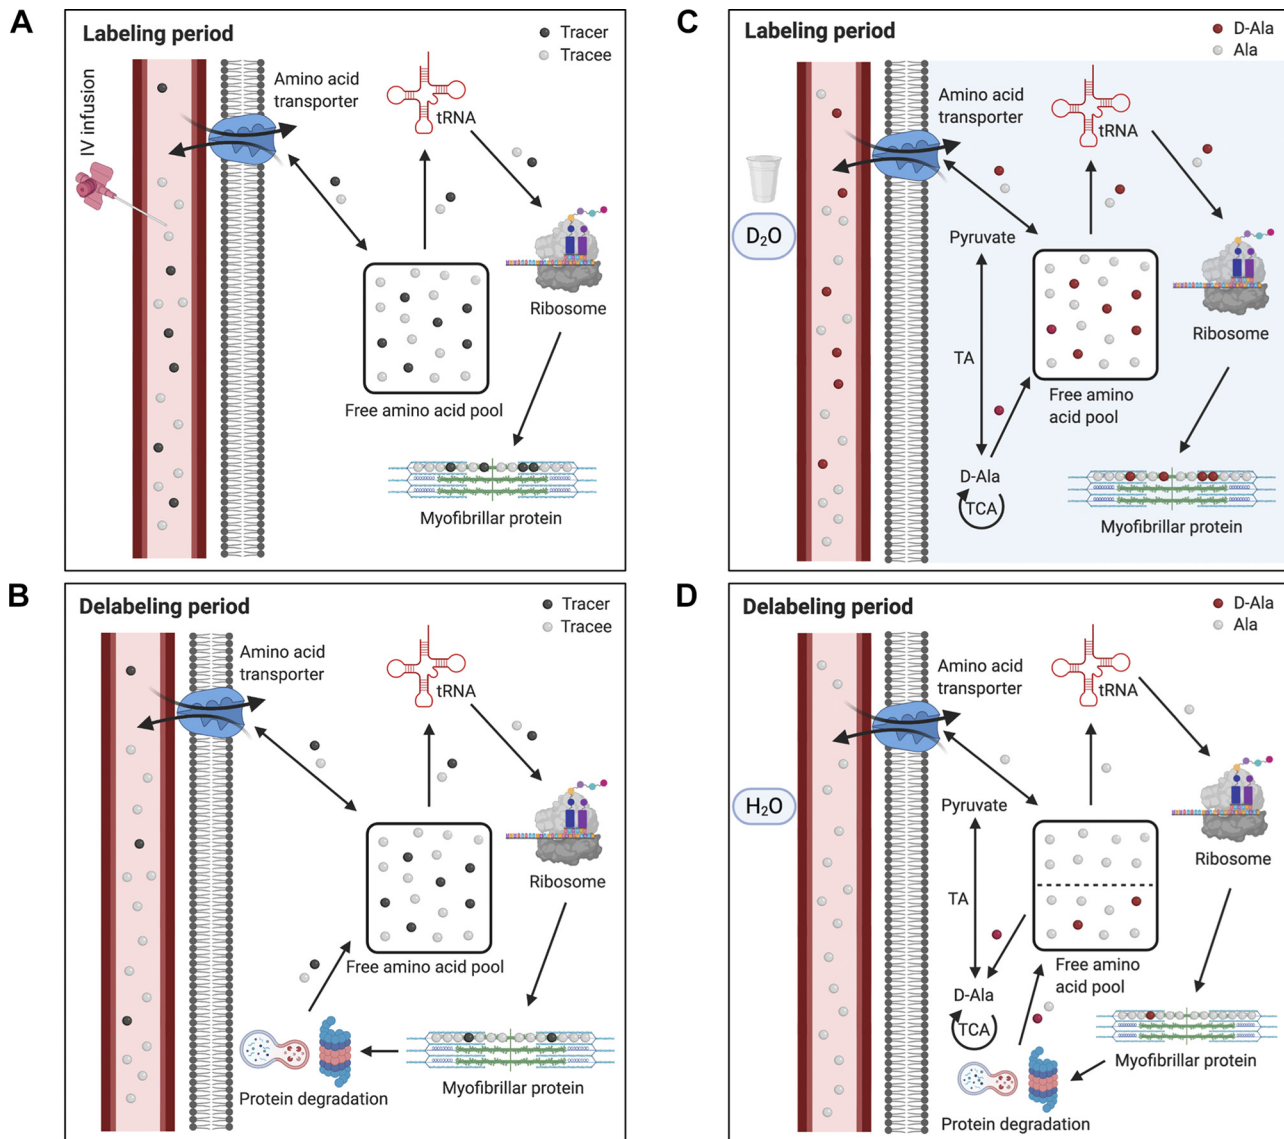 A
Labeling period
Tracer
Tracee
IV infusion
Amino acid
transporter
tRNA
Ribosome
Free amino acid pool
Myofibrillar protein
B
Delabeling period
Tracer
Tracee
Amino acid
transporter
tRNA
Ribosome
Free amino acid pool
Protein degradation
Myofibrillar protein
C
Labeling period
D-Ala
Ala
Amino acid
transporter
tRNA
D₂O
Pyruvate
Ribosome
TA
Free amino
acid pool
D-Ala
TCA
Myofibrillar protein
D
Delabeling period
D-Ala
Ala
Amino acid
transporter
tRNA
H₂O
Pyruvate
Ribosome
TA
Free amino
acid pool
D-Ala
TCA
Myofibrillar protein
Protein degradation